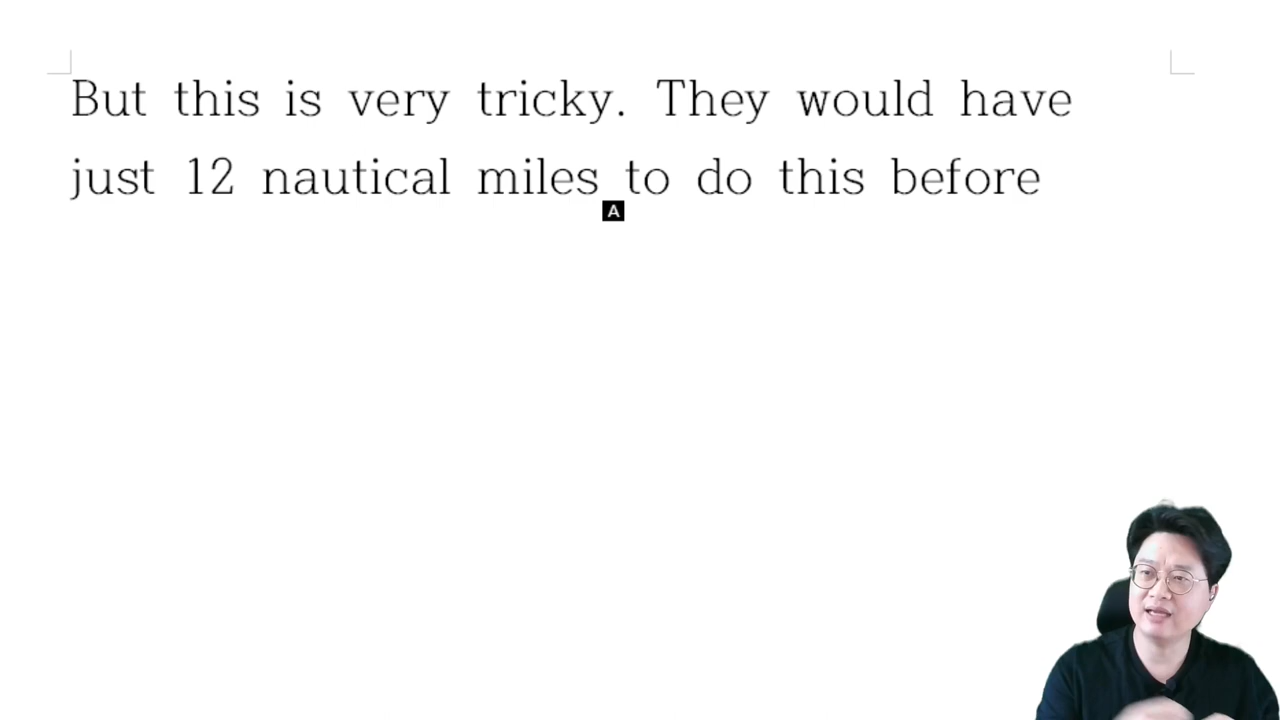 But this is very tricky. They would have
just 12 nautical miles to do this before
A